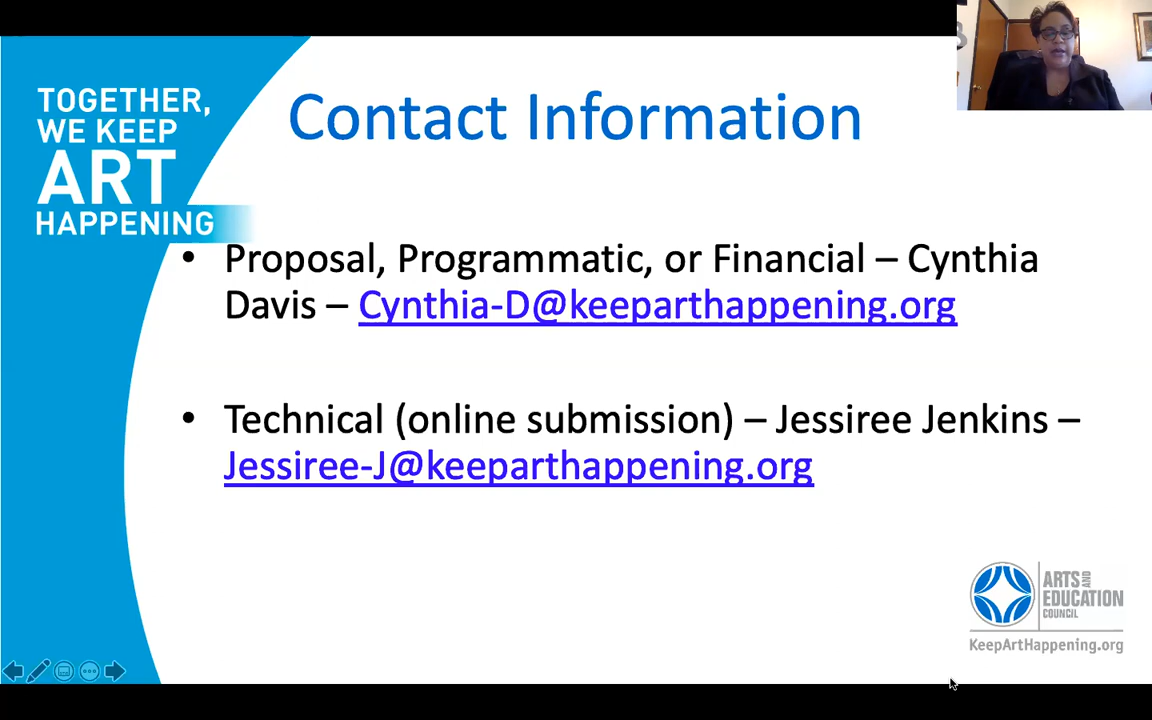 TOGETHER,
WE KEEP
ART
HAPPENING
Contact Information
• Proposal, Programmatic, or Financial – Cynthia
Davis – Cynthia-D@keeparthappening.org
• Technical (online submission) – Jessiree Jenkins –
Jessiree-J@keeparthappening.org
ARTS AND
EDUCATION
COUNCIL
KeepArtHappening.org